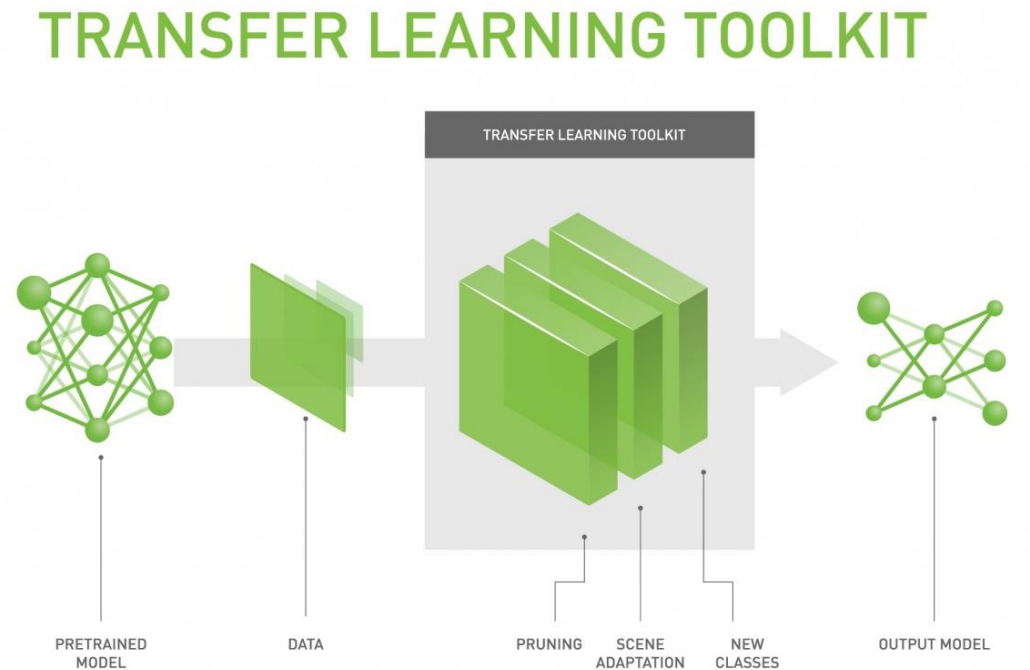 TRANSFER LEARNING TOOLKIT
TRANSFER LEARNING TOOLKIT
PRETRAINED
MODEL
DATA
PRUNING
SCENE
ADAPTATION
NEW
CLASSES
OUTPUT MODEL